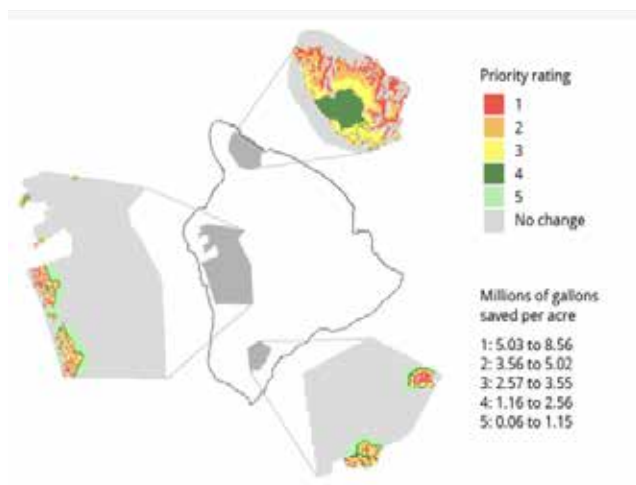 Priority rating
1
2
3
4
5
No change
Millions of gallons
saved per acre
1: 5.03 to 8.56
2: 3.56 to 5.02
3: 2.57 to 3.55
4: 1.16 to 2.56
5: 0.06 to 1.15